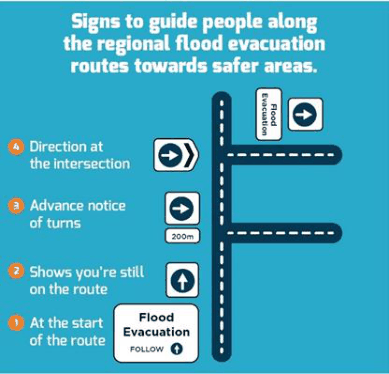 Signs to guide people along
the regional flood evacuation
routes towards safer areas.
Flood
Evacuation
4 Direction at
the intersection
3 Advance notice
of turns
200m
2 Shows you're still
on the route
1 At the start
of the route
Flood
Evacuation
FOLLOW